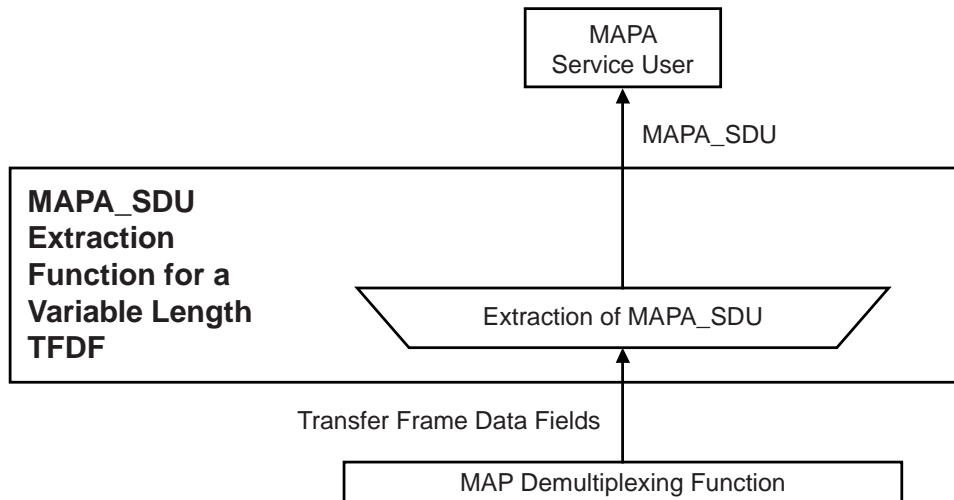 MAPA
Service User
MAPA_SDU
MAPA_SDU
Extraction
Function for a
Variable Length
TFDF
Extraction of MAPA_SDU
Transfer Frame Data Fields
MAP Demultiplexing Function